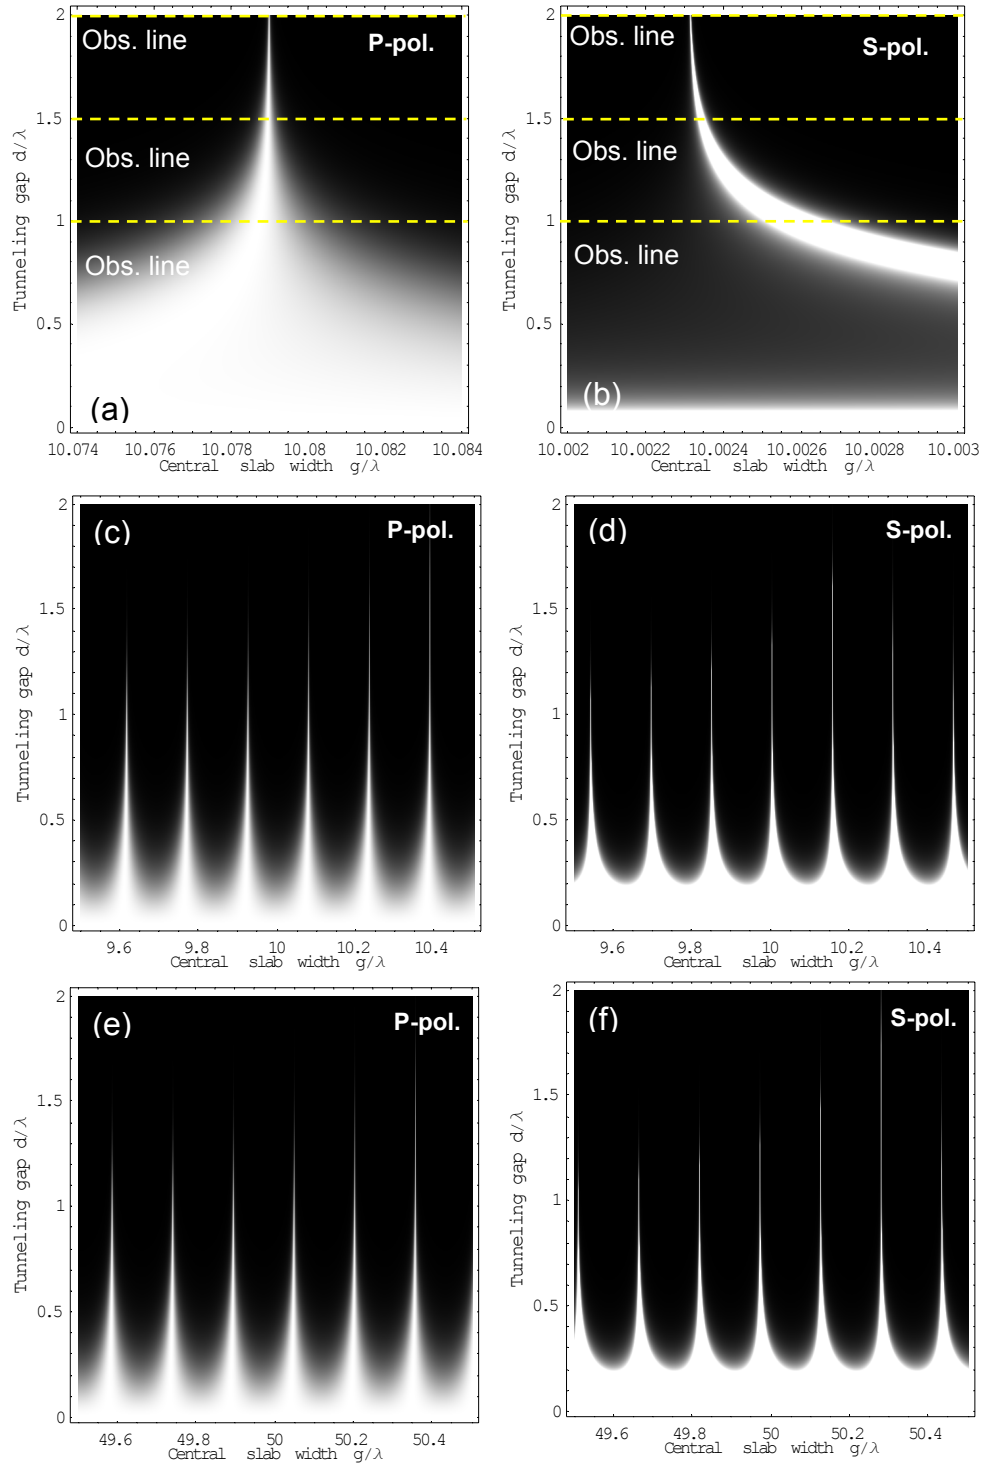 2
Obs. line
P-pol.
1.5
Obs. line
1
Obs. line
0.5
(a)
0
10.074 10.076 10.078 10.08 10.082 10.084
Central slab width g/λ
Tunneling gap d/λ
2
Obs. line
S-pol.
1.5
Obs. line
1
Obs. line
0.5
(b)
0
10.002 10.0022 10.0024 10.0026 10.0028 10.003
Central slab width g/λ
Tunneling gap d/λ
2
(c)
P-pol.
1.5
1
0.5
0
9.6 9.8 10 10.2 10.4
Central slab width g/λ
Tunneling gap d/λ
2
(d)
S-pol.
1.5
1
0.5
0
9.6 9.8 10 10.2 10.4
Central slab width g/λ
Tunneling gap d/λ
2
(e)
P-pol.
1.5
1
0.5
0
49.6 49.8 50 50.2 50.4
Central slab width g/λ
Tunneling gap d/λ
2
(f)
S-pol.
1.5
1
0.5
0
49.6 49.8 50 50.2 50.4
Central slab width g/λ
Tunneling gap d/λ